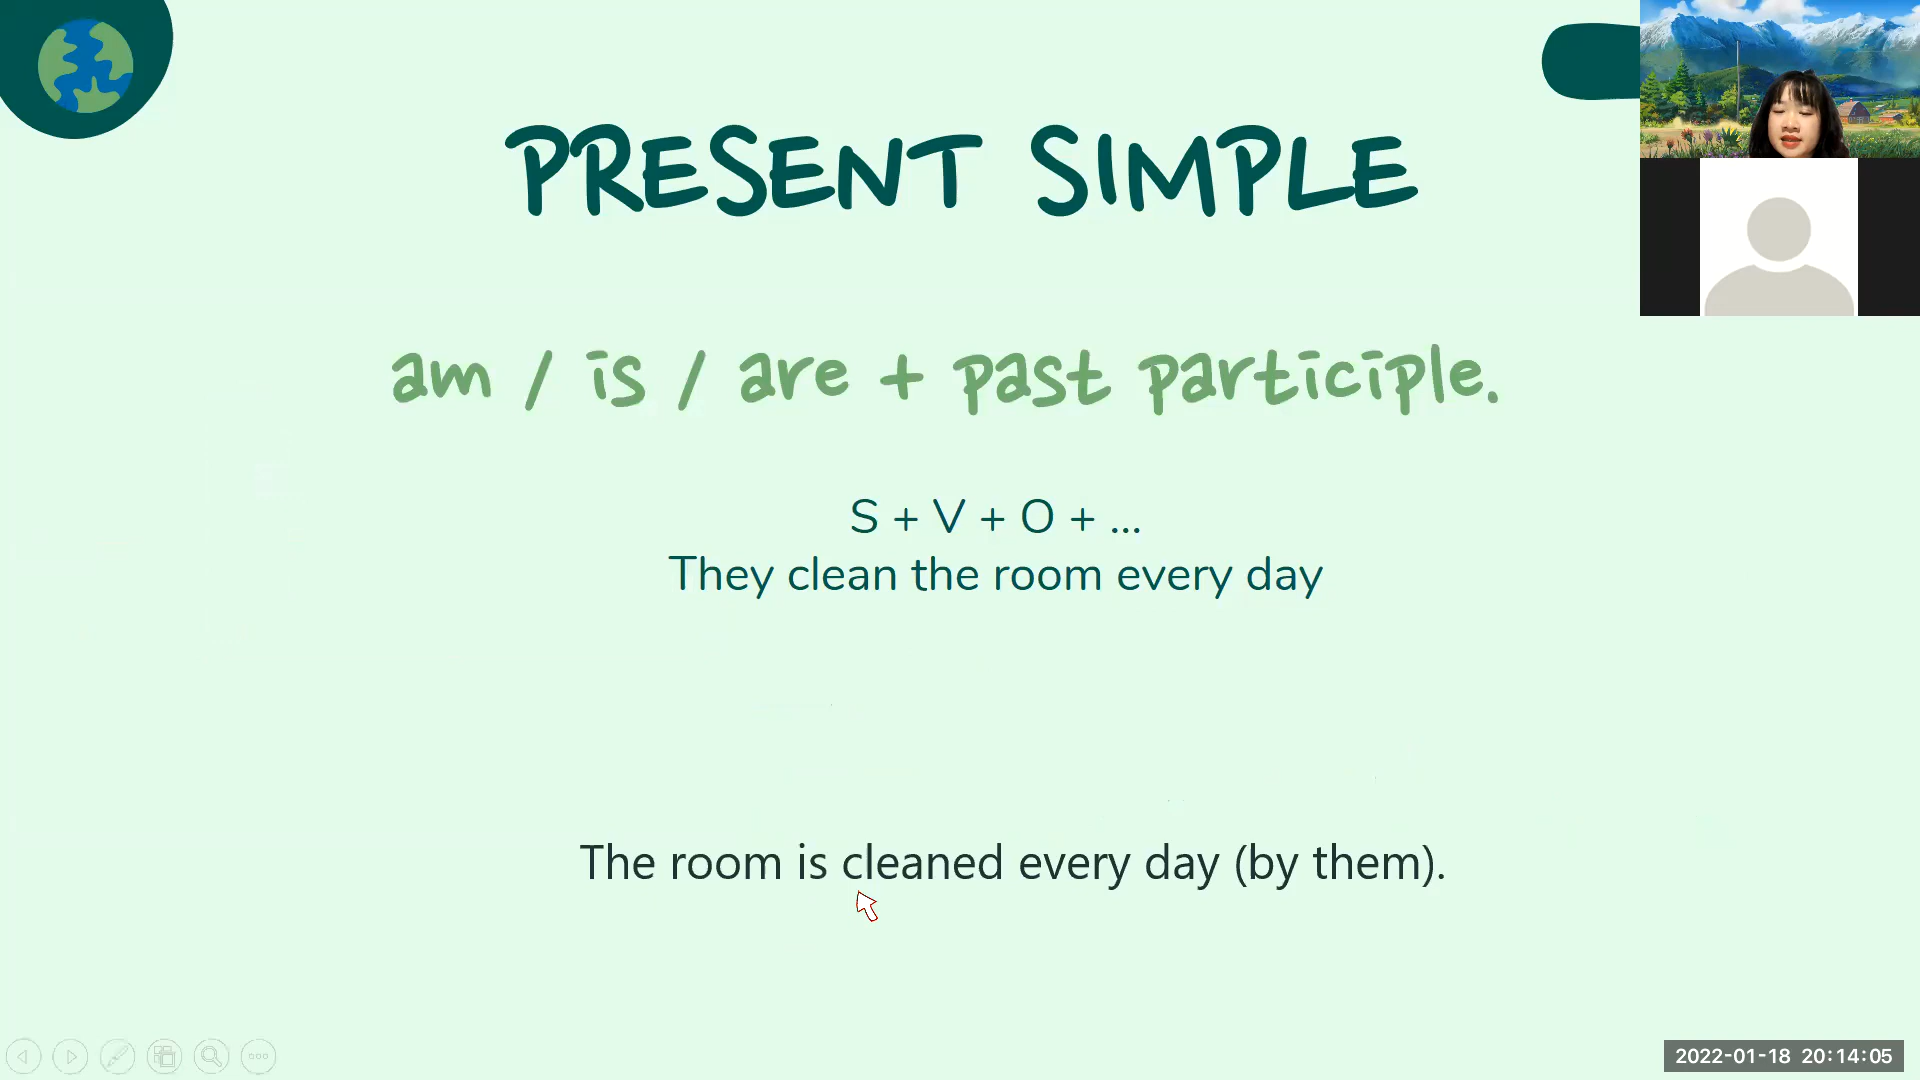 PRESENT SIMPLE
am / is / are + past participle.
S + V + O + ...
They clean the room every day
The room is cleaned every day (by them).
2022-01-18 20:14:05